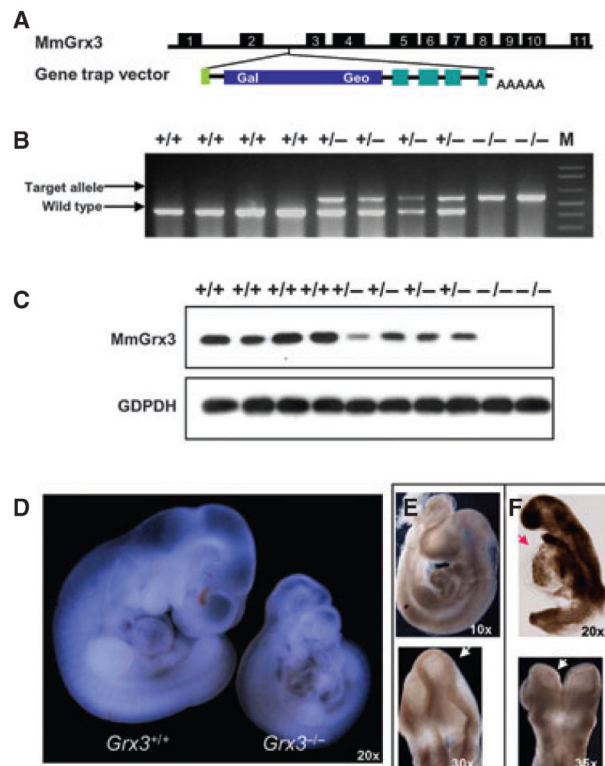 A
MmGrx3 1 2 3 4 5 6 7 8 9 10 11
Gene trap vector Gal Geo AAAAA
B
+/+ +/+ +/+ +/+ +/– +/– +/– +/– –/– –/– M
Target allele
Wild type
C
+/+ +/+ +/+ +/+ +/– +/– +/– +/– –/– –/–
MmGrx3
GDPDH
D
Grx3+/+ Grx3–/– 20x
E
10x
30x
F
20x
35x